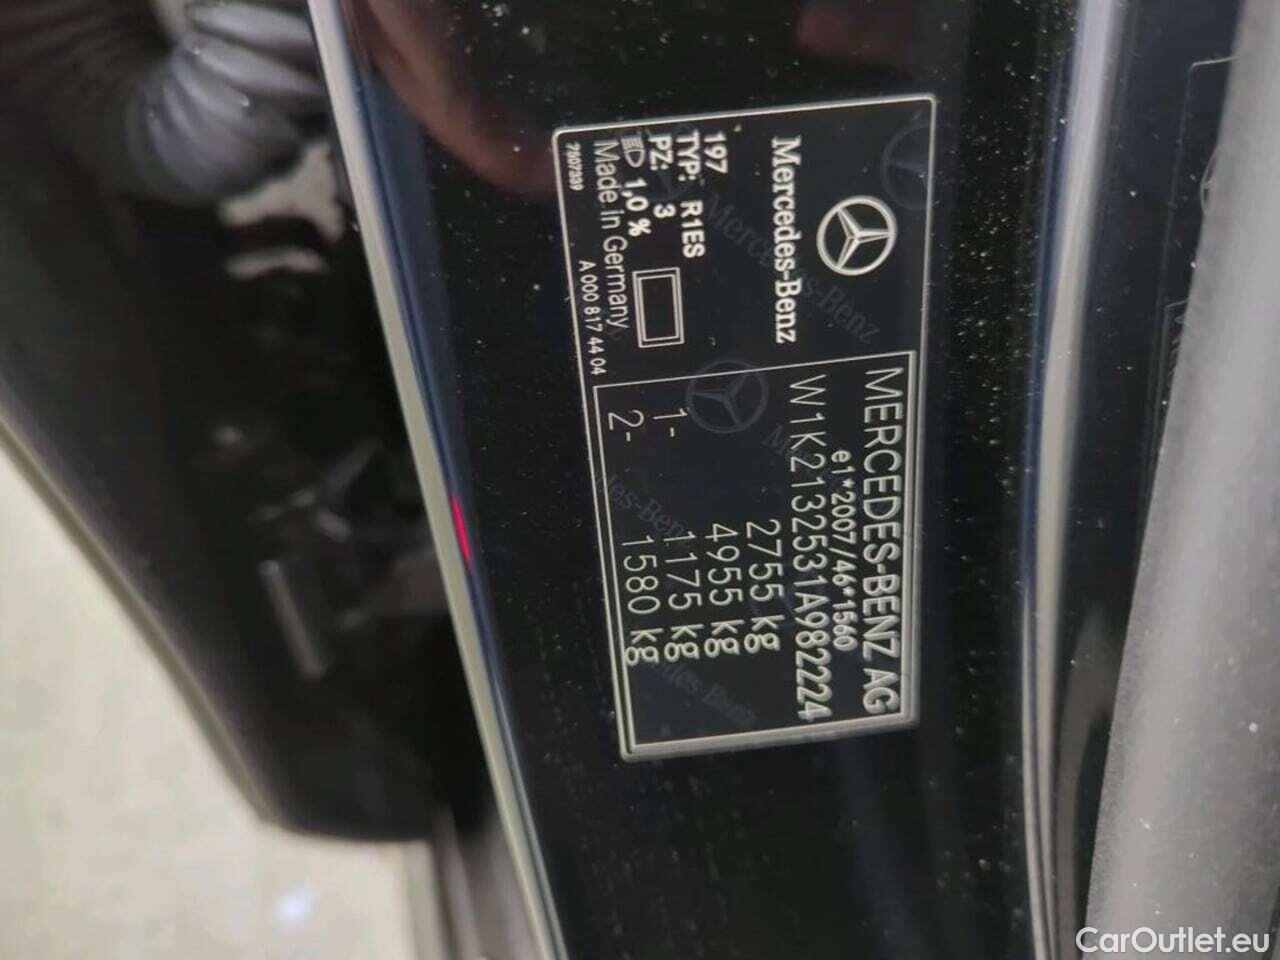 Mercedes-Benz
197
TYP: R1ES
PZ: 3
1,0 %
Made in Germany
A 000 817 44 04
MERCEDES-BENZ AG
e1*2007/46*1560
W1K2132531A982224
2755 kg
4955 kg
1- 1175 kg
2- 1580 kg
CarOutlet.eu